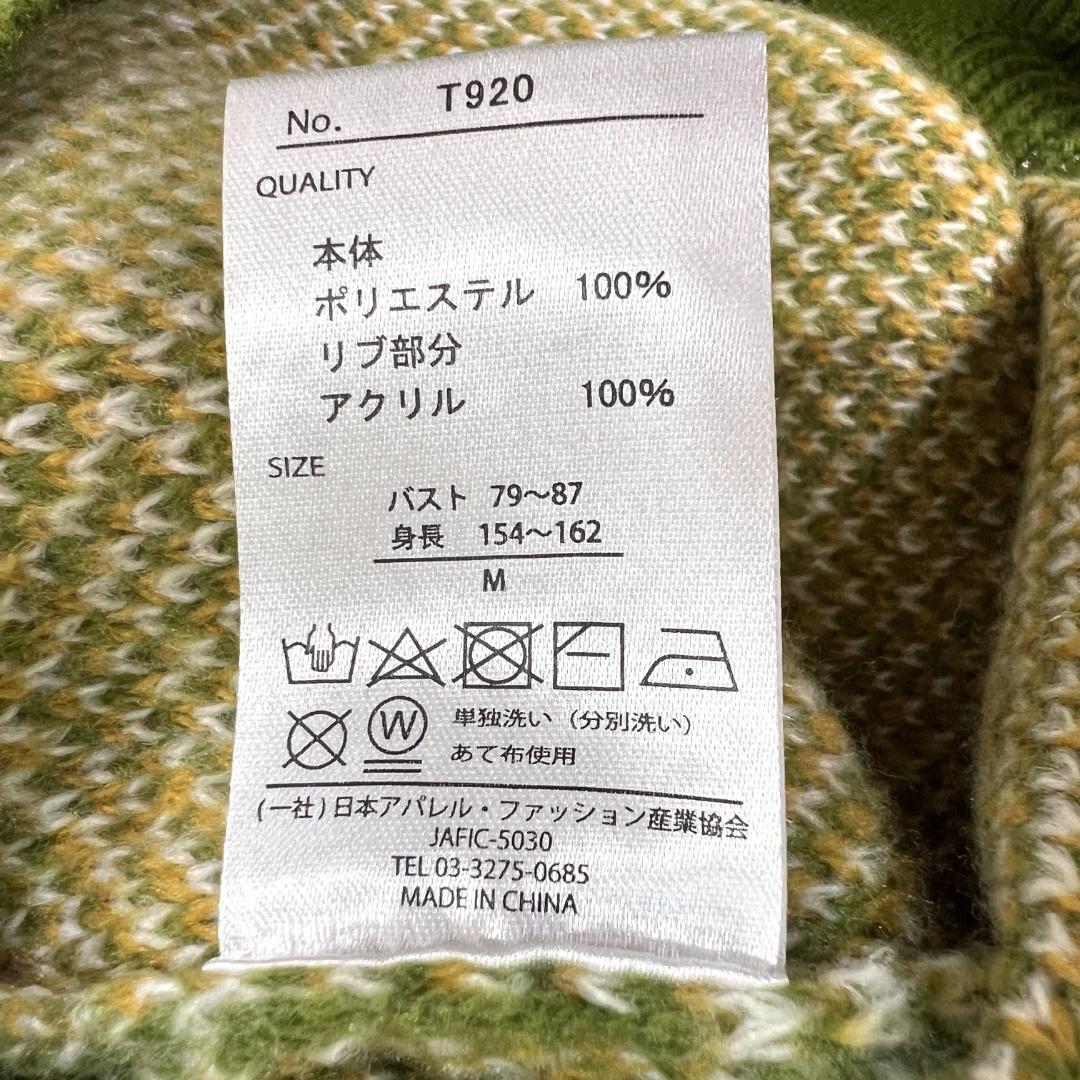 No. T920
QUALITY
本体
ポリエステル 100%
リブ部分
アクリル 100%
SIZE
バスト 79～87
身長 154～162
M
W
単独洗い（分別洗い）
あて布使用
(一社)日本アパレル・ファッション産業協会
JAFIC-5030
TEL 03-3275-0685
MADE IN CHINA